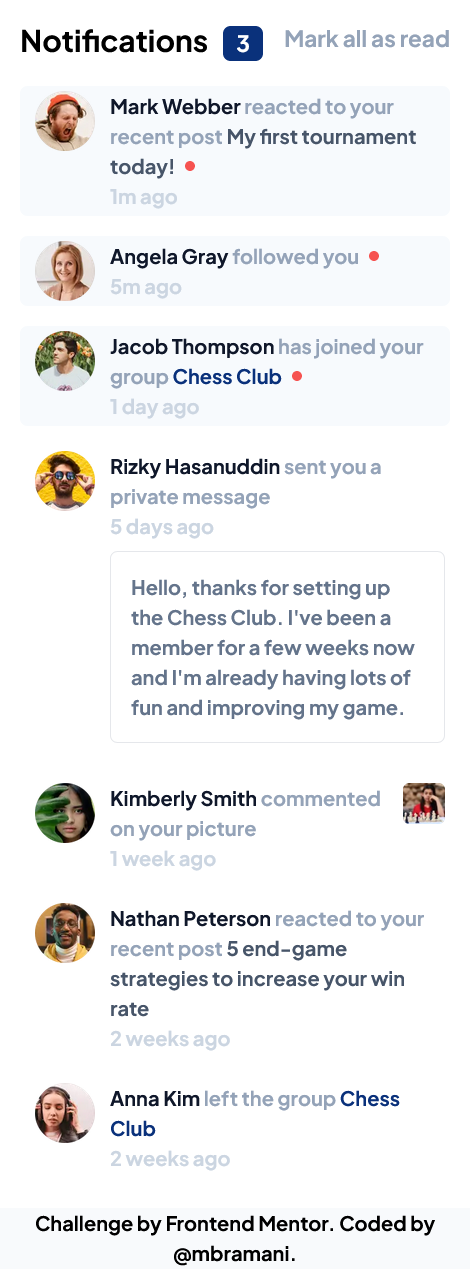 Notifications 3 Mark all as read
Mark Webber reacted to your
recent post My first tournament
today!
1m ago
Angela Gray followed you
5m ago
Jacob Thompson has joined your
group Chess Club
1 day ago
Rizky Hasanuddin sent you a
private message
5 days ago
Hello, thanks for setting up
the Chess Club. I've been a
member for a few weeks now
and I'm already having lots of
fun and improving my game.
Kimberly Smith commented
on your picture
1 week ago
Nathan Peterson reacted to your
recent post 5 end-game
strategies to increase your win
rate
2 weeks ago
Anna Kim left the group Chess
Club
2 weeks ago
Challenge by Frontend Mentor. Coded by
@mbramani.